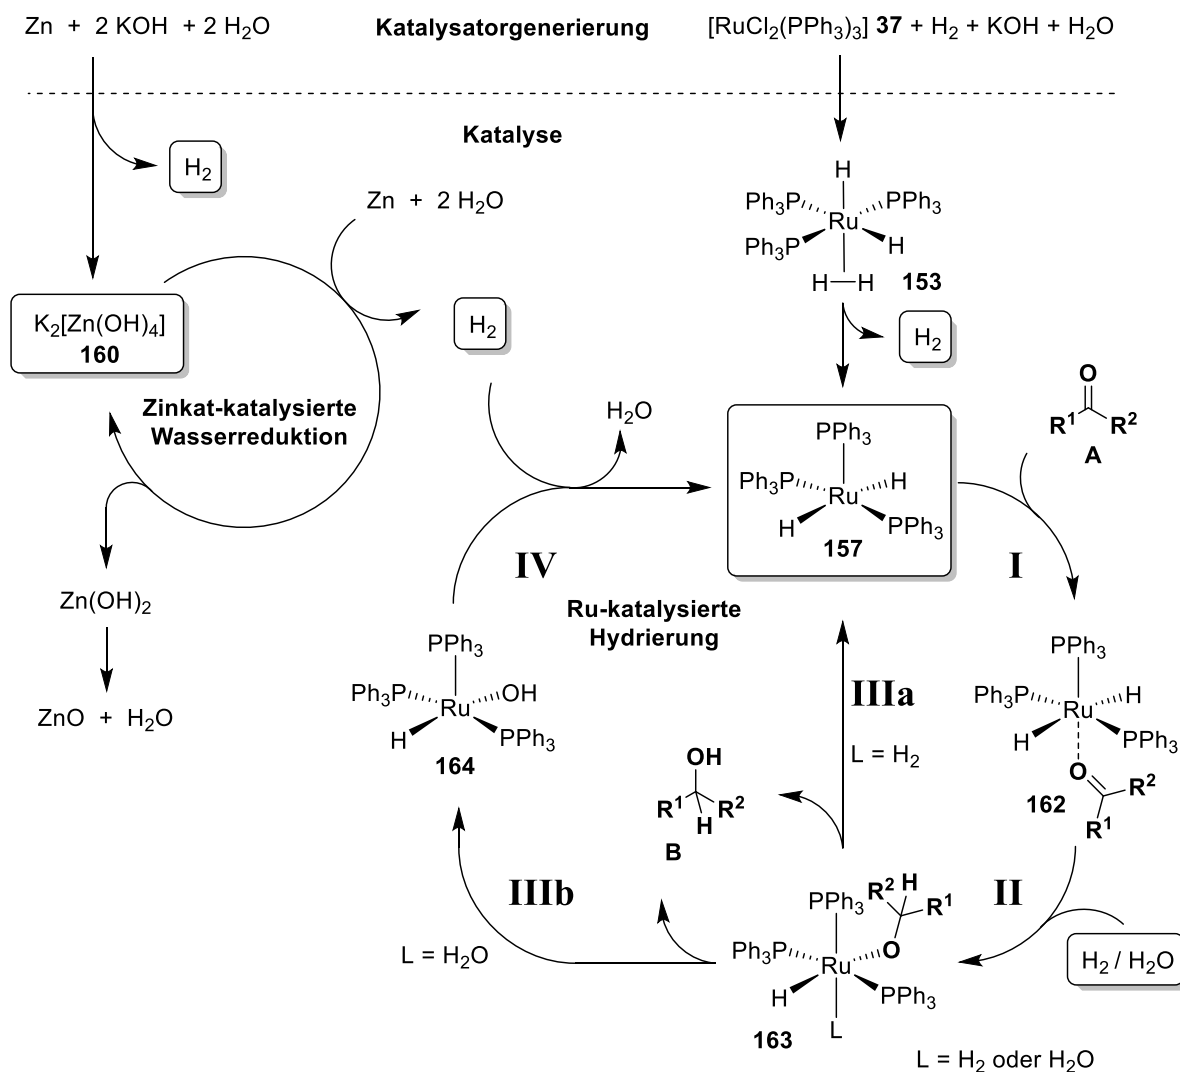 Zn + 2 KOH + 2 H₂O
Katalysatorgenerierung
[RuCl₂(PPh₃)₃] 37 + H₂ + KOH + H₂O
Katalyse
H₂
Zn + 2 H₂O
H
Ph₃P
PPh₃
Ru
Ph₃P
H
H—H
153
K₂[Zn(OH)₄]
160
H₂
H₂
Zinkat-katalysierte
Wasserreduktion
H₂O
O
R¹ R²
A
PPh₃
Ph₃P
H
Ru
H
PPh₃
157
IV
I
Zn(OH)₂
ZnO + H₂O
Ru-katalysierte
Hydrierung
PPh₃
Ph₃P
OH
Ru
H
PPh₃
164
IIIa
L = H₂
PPh₃
Ph₃P
H
Ru
H
PPh₃
O
R²
162
R¹
OH
R¹ R²
H
B
IIIb
L = H₂O
II
H
R²
R¹
PPh₃
Ph₃P
O
Ru
H
PPh₃
L
163
H₂ / H₂O
L = H₂ oder H₂O